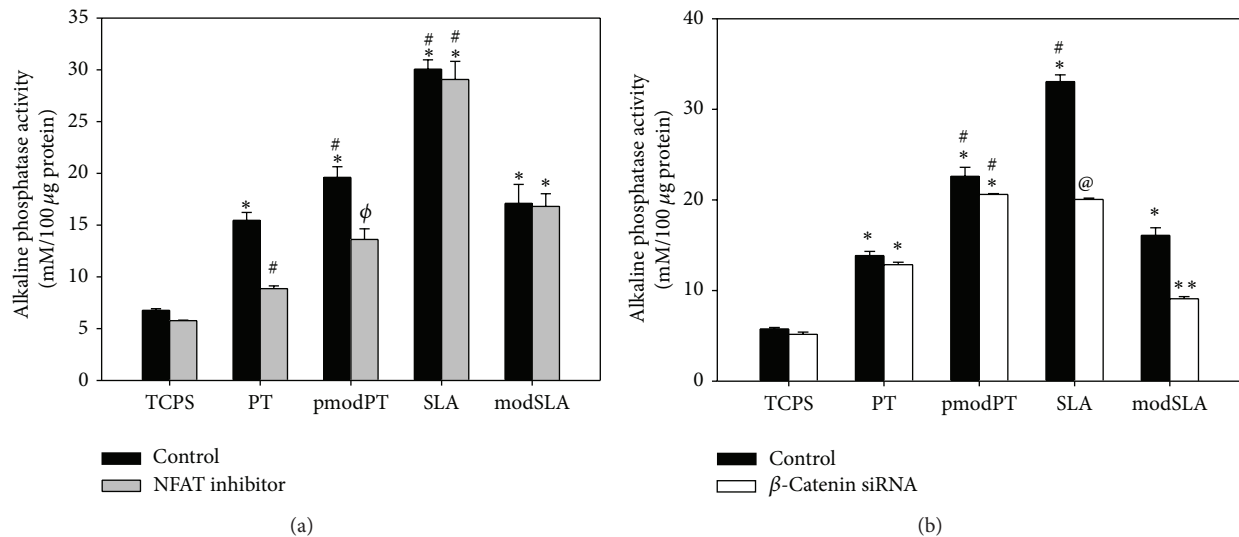 Alkaline phosphatase activity
(mM/100 μg protein)
35
30
25
20
15
10
5
0
*
#
#
*
ϕ
#
*
#
*
*
*
TCPS
PT
pmodPT
SLA
modSLA
Control
NFAT inhibitor
(a)
Alkaline phosphatase activity
(mM/100 μg protein)
40
30
20
10
0
*
*
#
*
#
*
#
*
@
*
**
TCPS
PT
pmodPT
SLA
modSLA
Control
β-Catenin siRNA
(b)